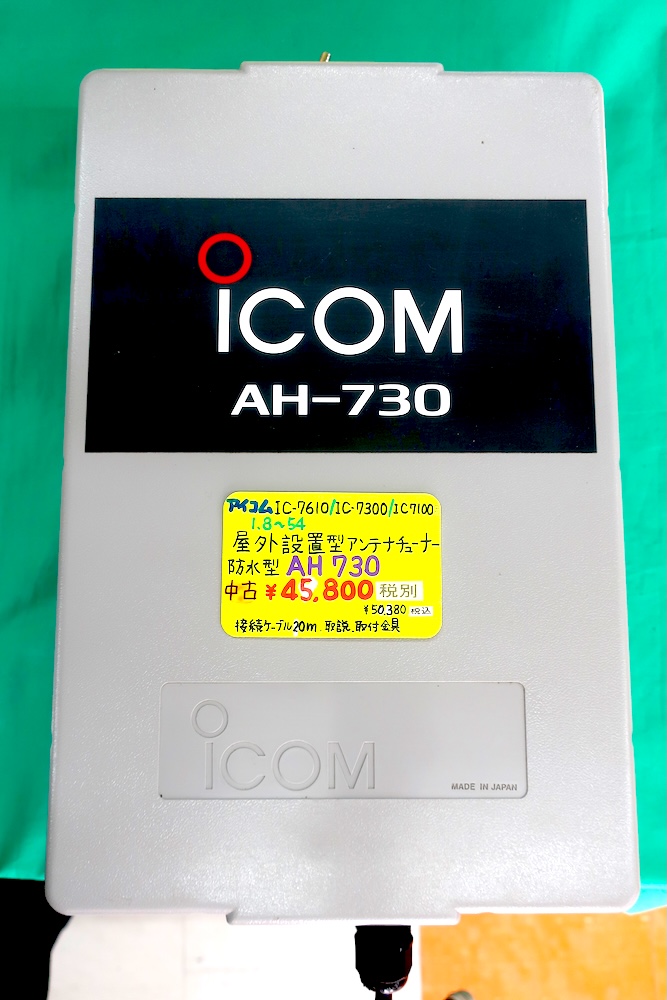 ICOM
AH-730
アイコム IC-7610/IC-7300/IC7100
1.8~54
屋外設置型アンテナチューナー
防水型 AH 730
中古 ¥45,800 税別
¥50,380 税込
接続ケーブル20m、取説、取付金具
ICOM
MADE IN JAPAN